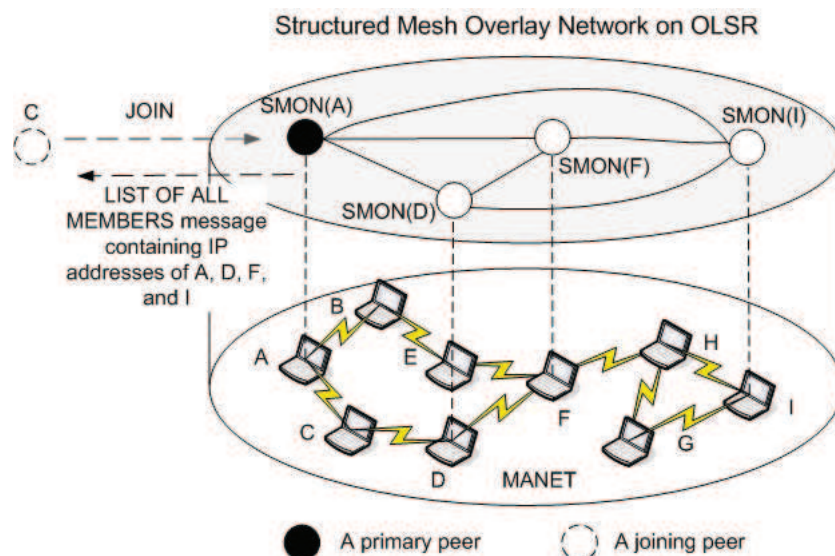 Structured Mesh Overlay Network on OLSR
C
JOIN
SMON(A)
SMON(I)
SMON(F)
SMON(D)
LIST OF ALL
MEMBERS message
containing IP
addresses of A, D, F,
and I
B
H
A
E
F
I
C
G
D
MANET
A primary peer
A joining peer